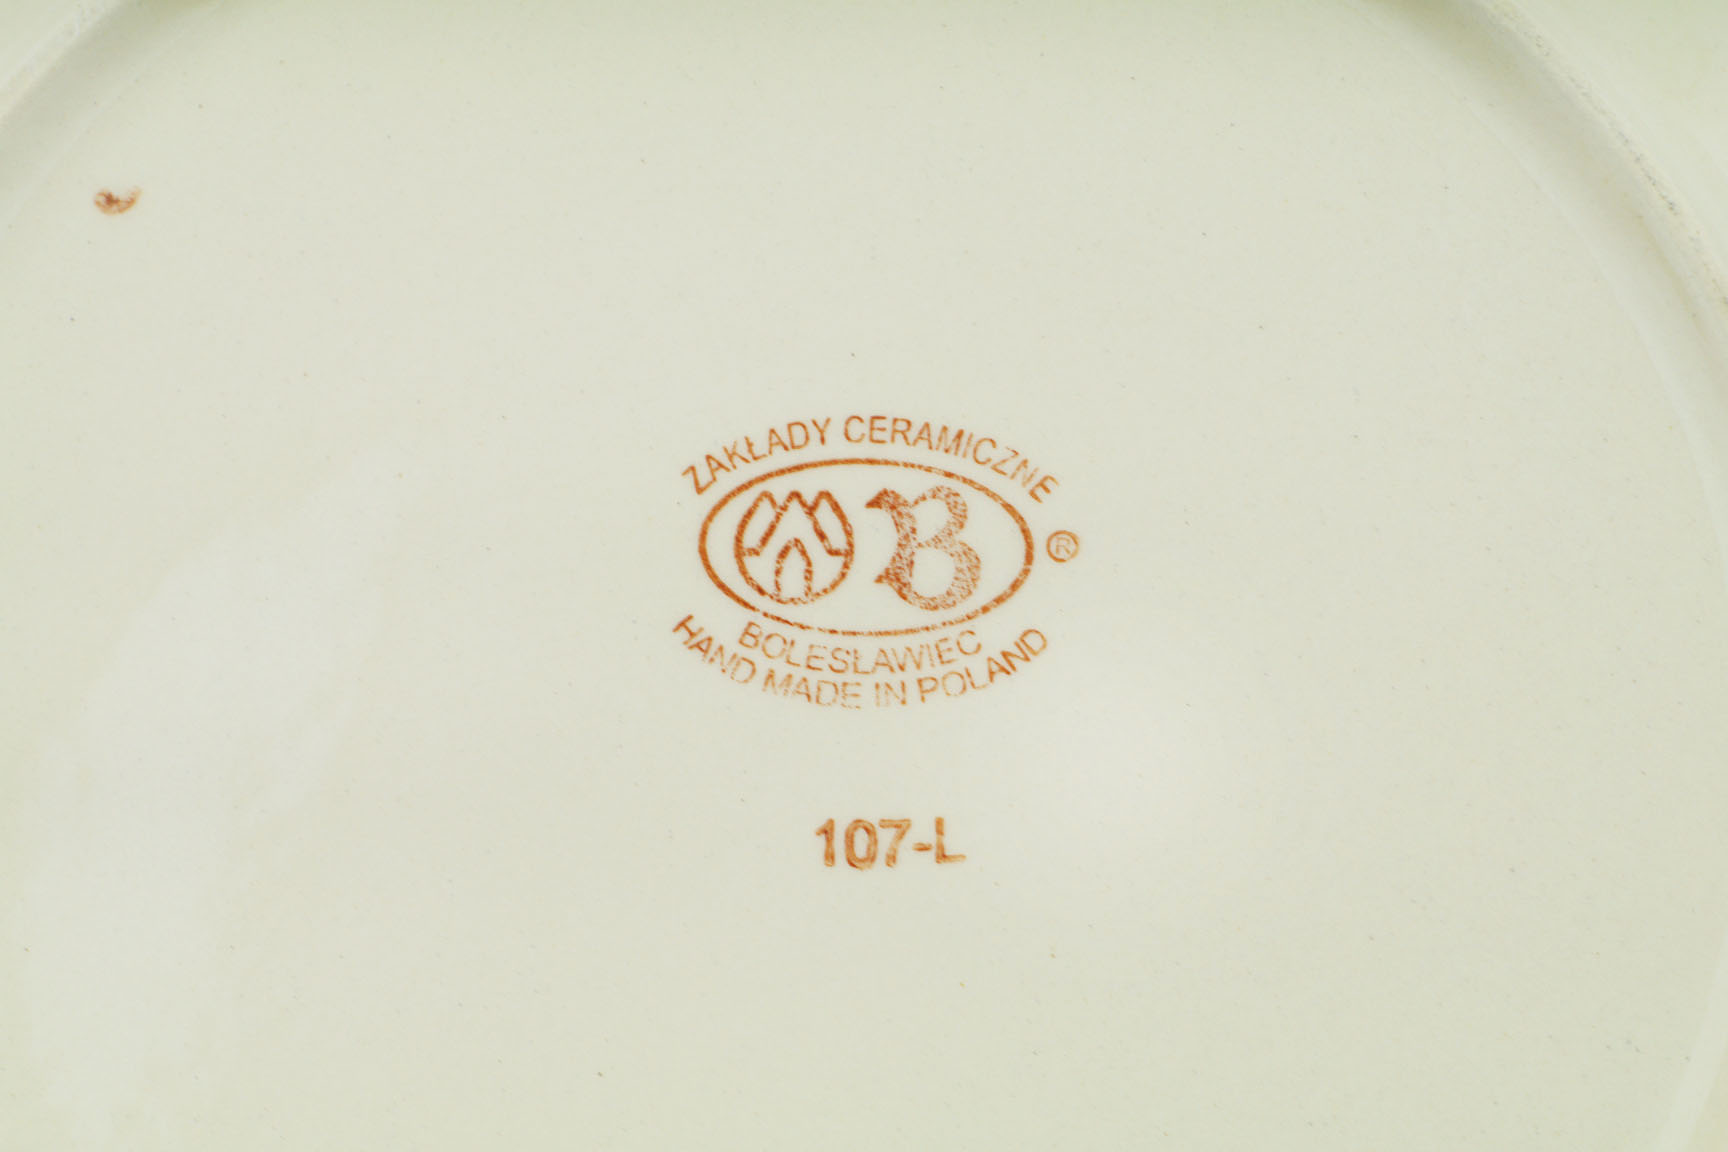 ZAKŁADY CERAMICZNE
B ®
BOLESŁAWIEC
HAND MADE IN POLAND
107-L